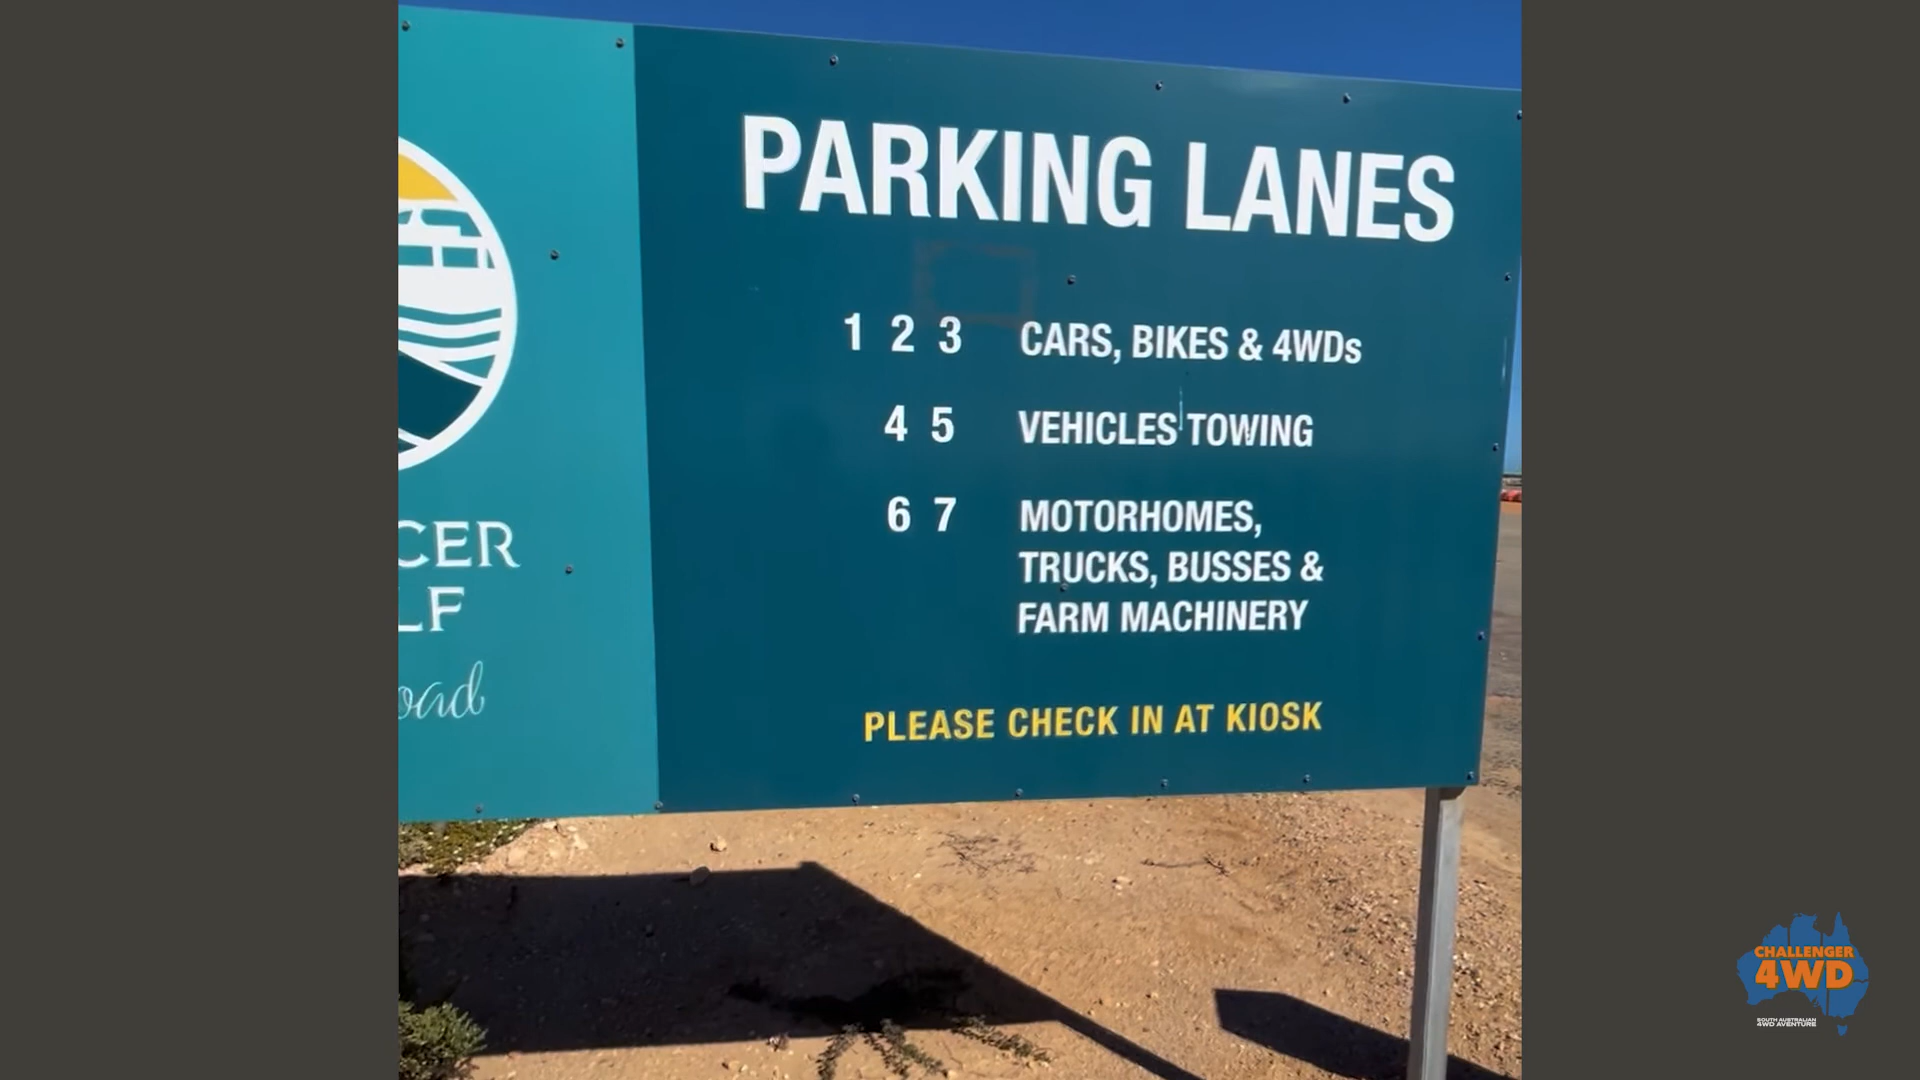 PARKING LANES
1 2 3 CARS, BIKES & 4WDs
4 5 VEHICLES TOWING
6 7 MOTORHOMES,
TRUCKS, BUSSES &
FARM MACHINERY
PLEASE CHECK IN AT KIOSK
CER
LF
oad
CHALLENGER
4WD
SOUTH AUSTRALIAN
4WD AVENTURE